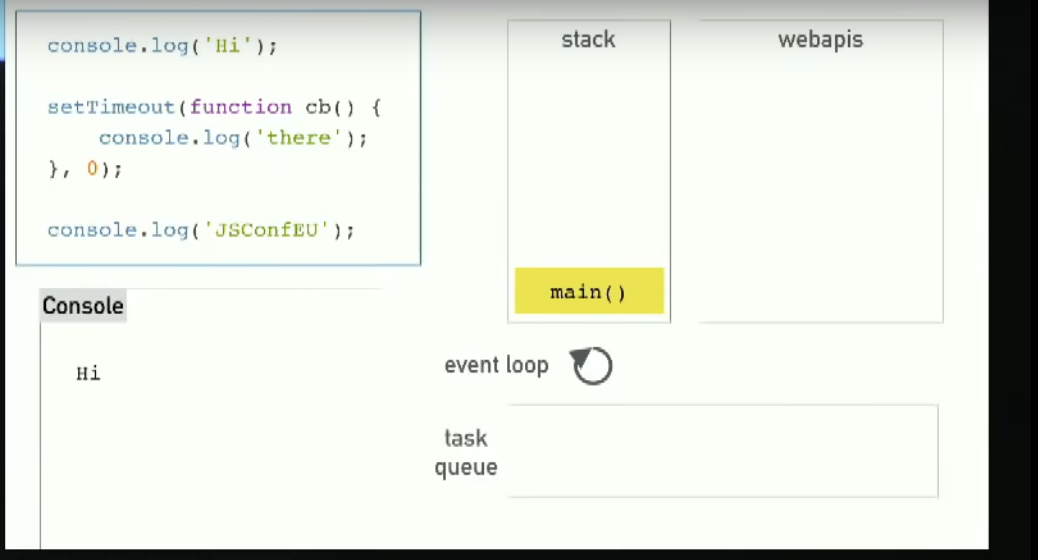 console.log('Hi');
setTimeout(function cb() {
    console.log('there');
}, 0);
console.log('JSConfEU');
Console
Hi
stack
webapis
main()
event loop
task
queue